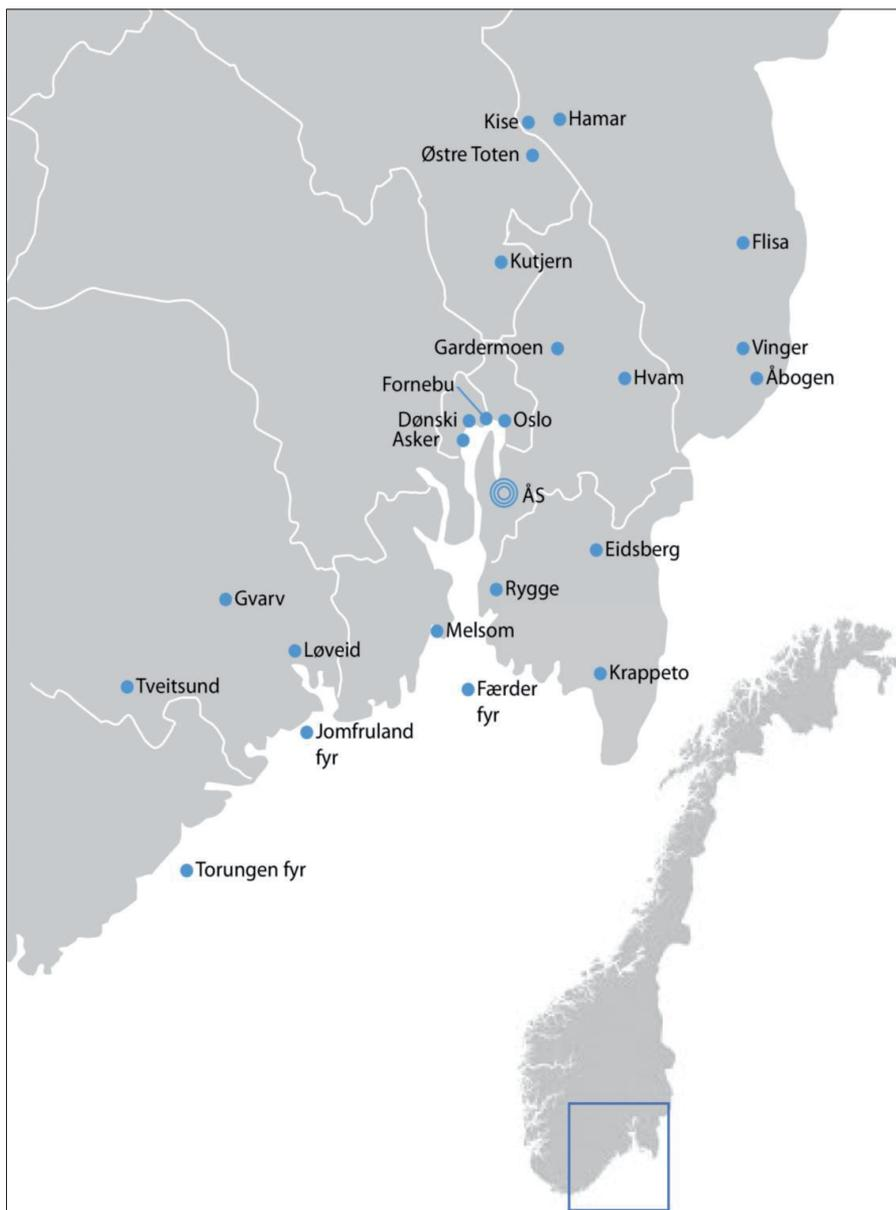 Kise
Hamar
Østre Toten
Flisa
Kutjern
Gardermoen
Vinger
Fornebu
Hvam
Åbogen
Dønski
Oslo
Asker
ÅS
Eidsberg
Gvarv
Rygge
Melsom
Løveid
Krappeto
Tveitsund
Færder
fyr
Jomfruland
fyr
Torungen fyr